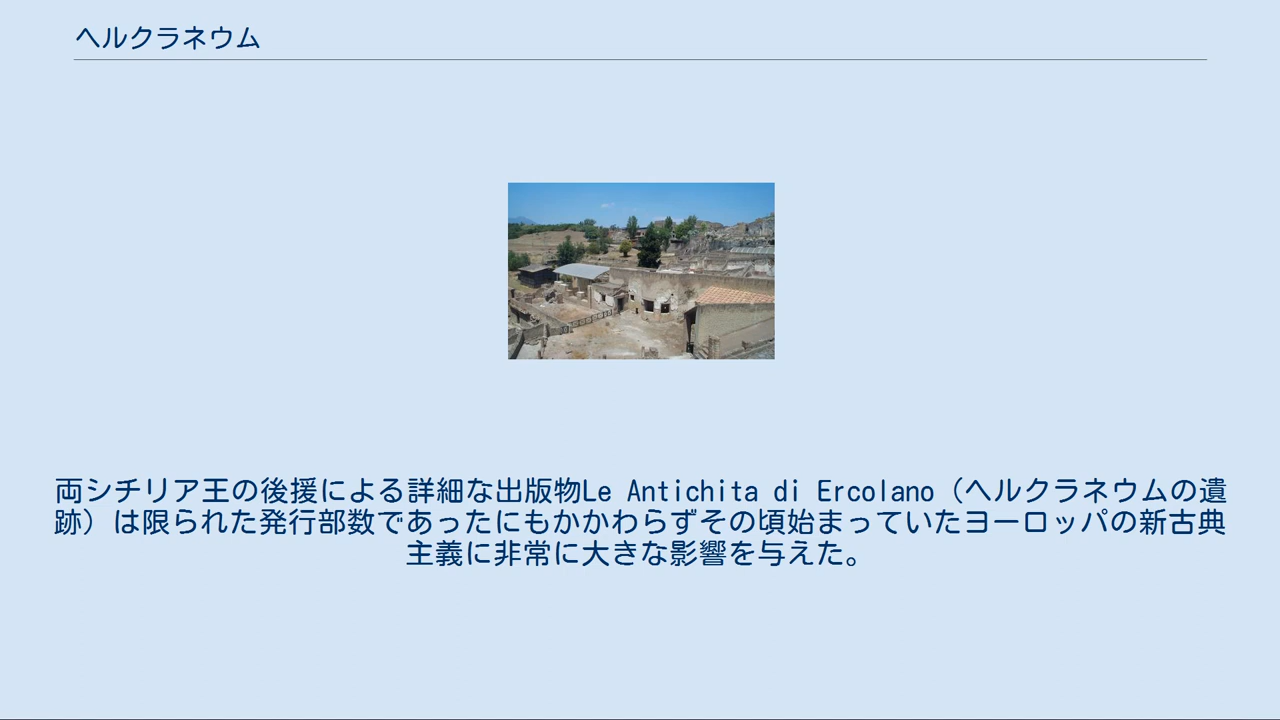 ヘルクラネウム
両シチリア王の後援による詳細な出版物Le Antichita di Ercolano（ヘルクラネウムの遺
跡）は限られた発行部数であったにもかかわらずその頃始まっていたヨーロッパの新古典
主義に非常に大きな影響を与えた。